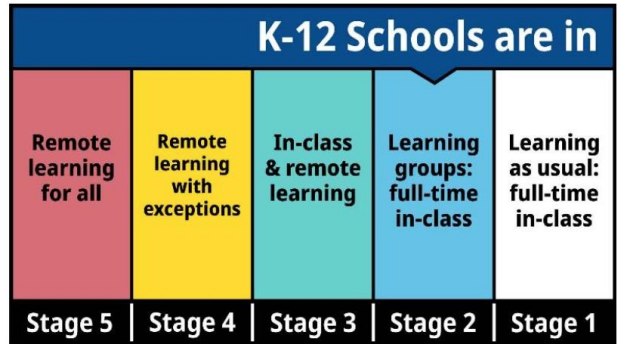 K-12 Schools are in
Remote
learning
for all
Remote
learning
with
exceptions
In-class
& remote
learning
Learning
groups:
full-time
in-class
Learning
as usual:
full-time
in-class
Stage 5
Stage 4
Stage 3
Stage 2
Stage 1